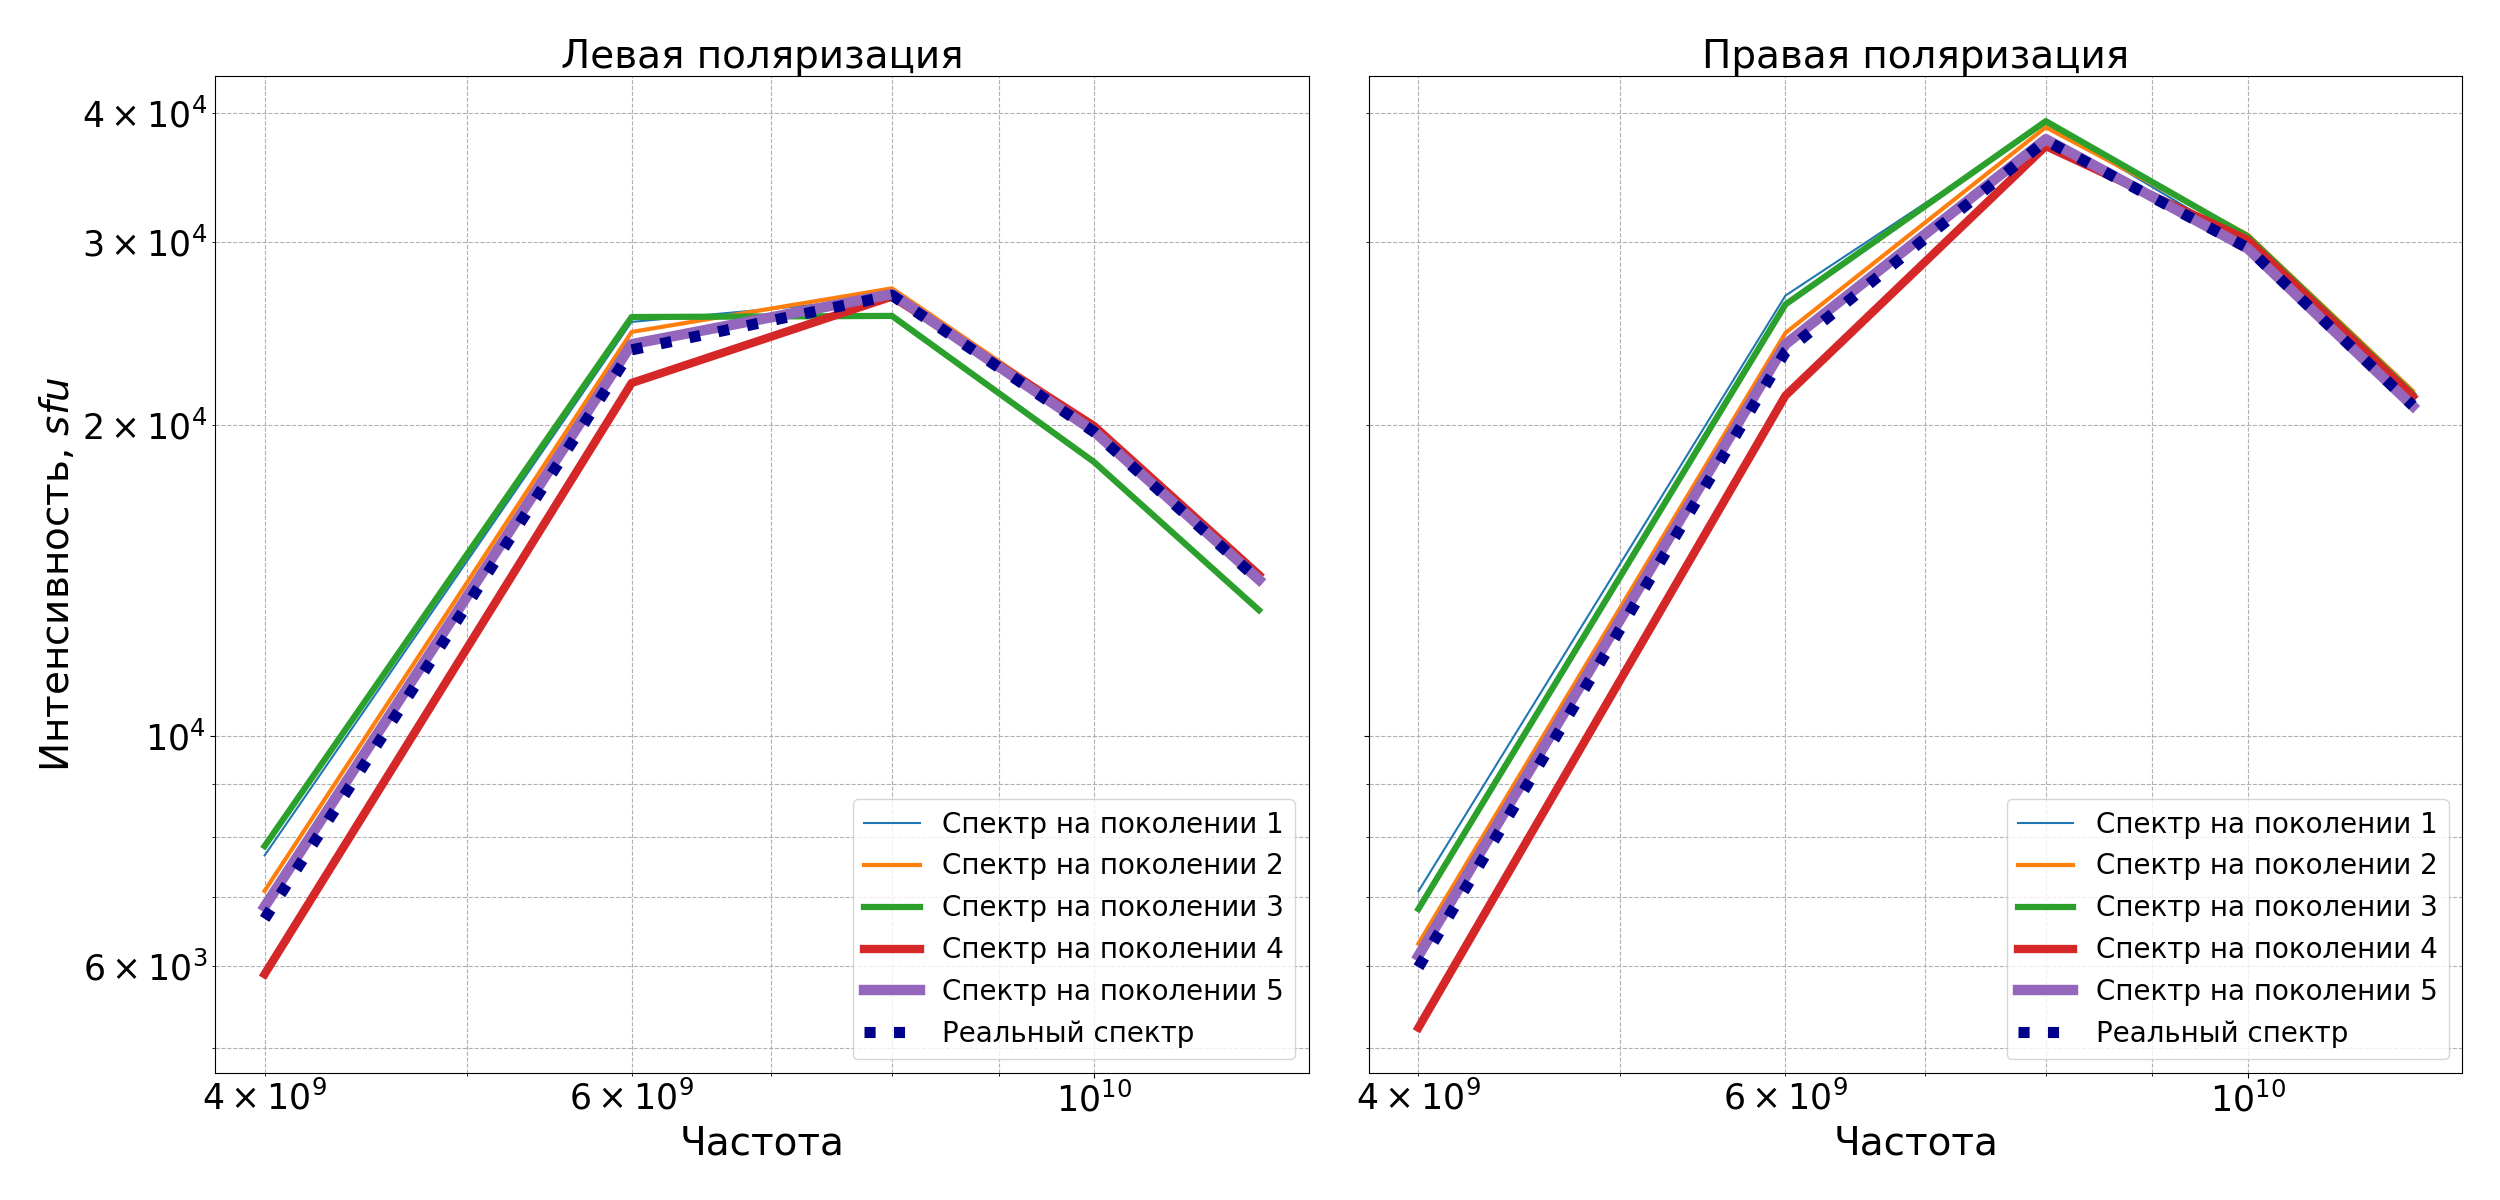 Левая поляризация
Правая поляризация
Интенсивность, sfu
4 × 10⁴
3 × 10⁴
2 × 10⁴
10⁴
6 × 10³
4 × 10⁹
6 × 10⁹
10¹⁰
Частота
Спектр на поколении 1
Спектр на поколении 2
Спектр на поколении 3
Спектр на поколении 4
Спектр на поколении 5
Реальный спектр
4 × 10⁹
6 × 10⁹
10¹⁰
Частота
Спектр на поколении 1
Спектр на поколении 2
Спектр на поколении 3
Спектр на поколении 4
Спектр на поколении 5
Реальный спектр